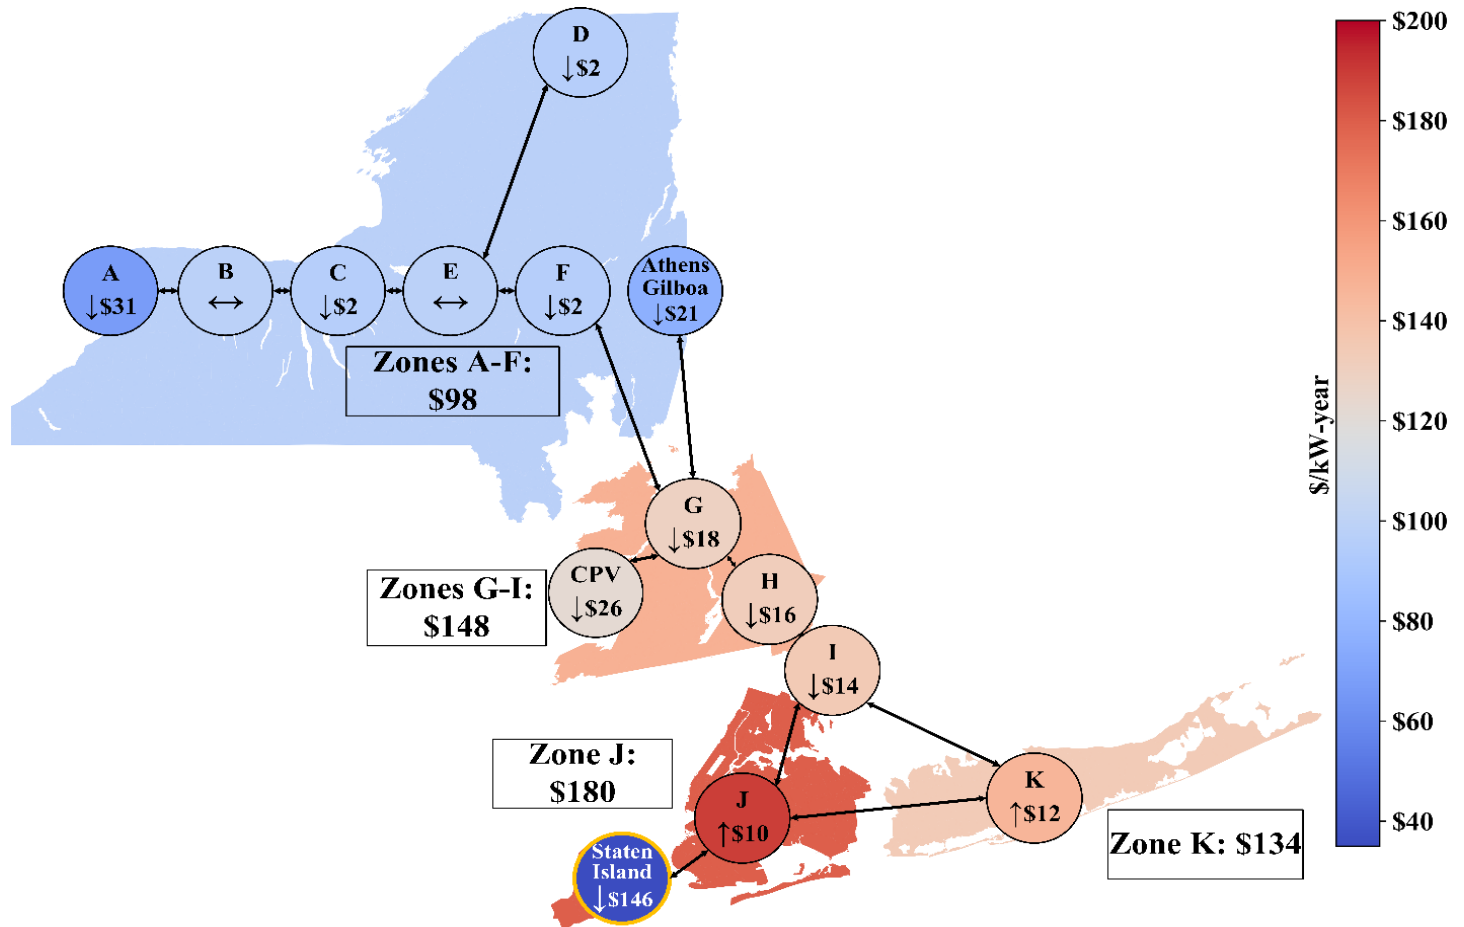 D
↓$2
A
↓$31
B
↔
C
↓$2
E
↔
F
↓$2
Athens
Gilboa
↓$21
Zones A-F:
$98
G
↓$18
CPV
↓$26
H
↓$16
Zones G-I:
$148
I
↓$14
Zone J:
$180
J
↑$10
K
↑$12
Zone K: $134
Staten
Island
↓$146
$200
$180
$160
$140
$120
$100
$80
$60
$40
$/kW-year